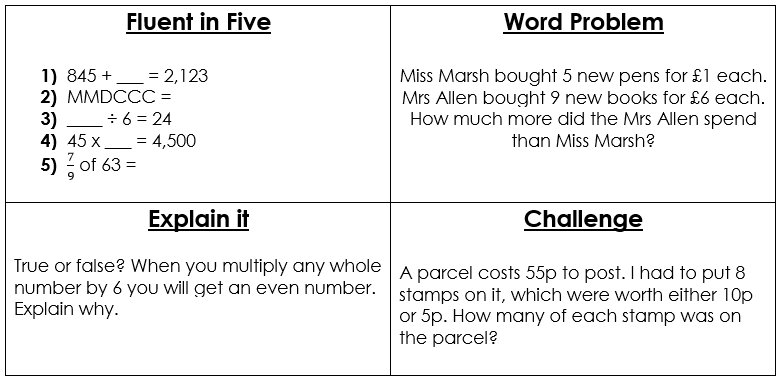 Fluent in Five
1) 845 + ___ = 2,123
2) MMDCCC =
3) ____ ÷ 6 = 24
4) 45 x ___ = 4,500
5) 7/9 of 63 =
Word Problem
Miss Marsh bought 5 new pens for £1 each.
Mrs Allen bought 9 new books for £6 each.
How much more did the Mrs Allen spend
than Miss Marsh?
Explain it
True or false? When you multiply any whole
number by 6 you will get an even number.
Explain why.
Challenge
A parcel costs 55p to post. I had to put 8
stamps on it, which were worth either 10p
or 5p. How many of each stamp was on
the parcel?